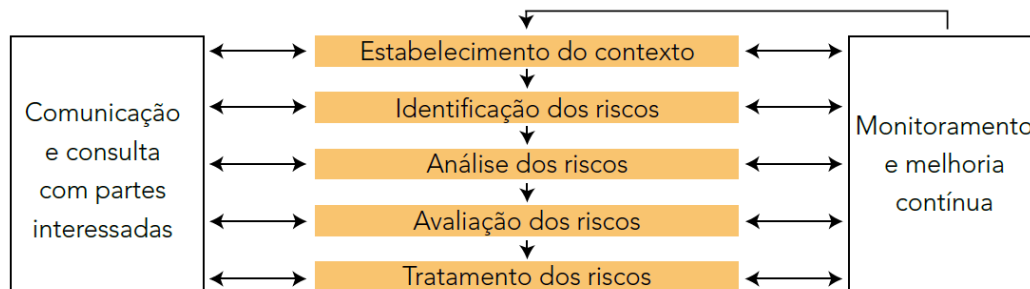 Comunicação
e consulta
com partes
interessadas
Estabelecimento do contexto
Identificação dos riscos
Análise dos riscos
Avaliação dos riscos
Tratamento dos riscos
Monitoramento
e melhoria
contínua